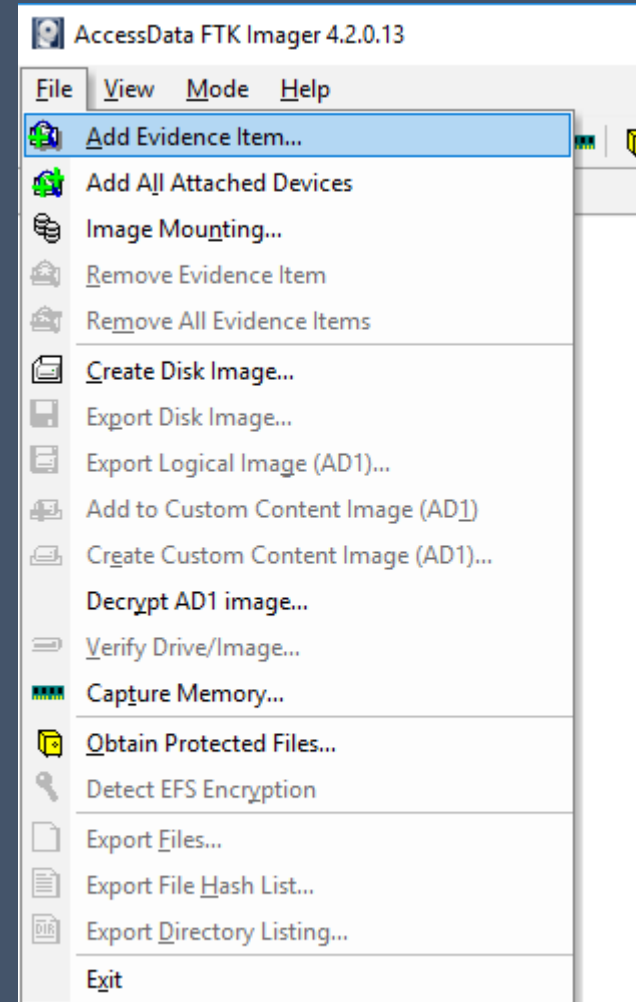 AccessData FTK Imager 4.2.0.13
File View Mode Help
Add Evidence Item...
Add All Attached Devices
Image Mounting...
Remove Evidence Item
Remove All Evidence Items
Create Disk Image...
Export Disk Image...
Export Logical Image (AD1)...
Add to Custom Content Image (AD1)
Create Custom Content Image (AD1)...
Decrypt AD1 image...
Verify Drive/Image...
Capture Memory...
Obtain Protected Files...
Detect EFS Encryption
Export Files...
Export File Hash List...
DIR Export Directory Listing...
Exit